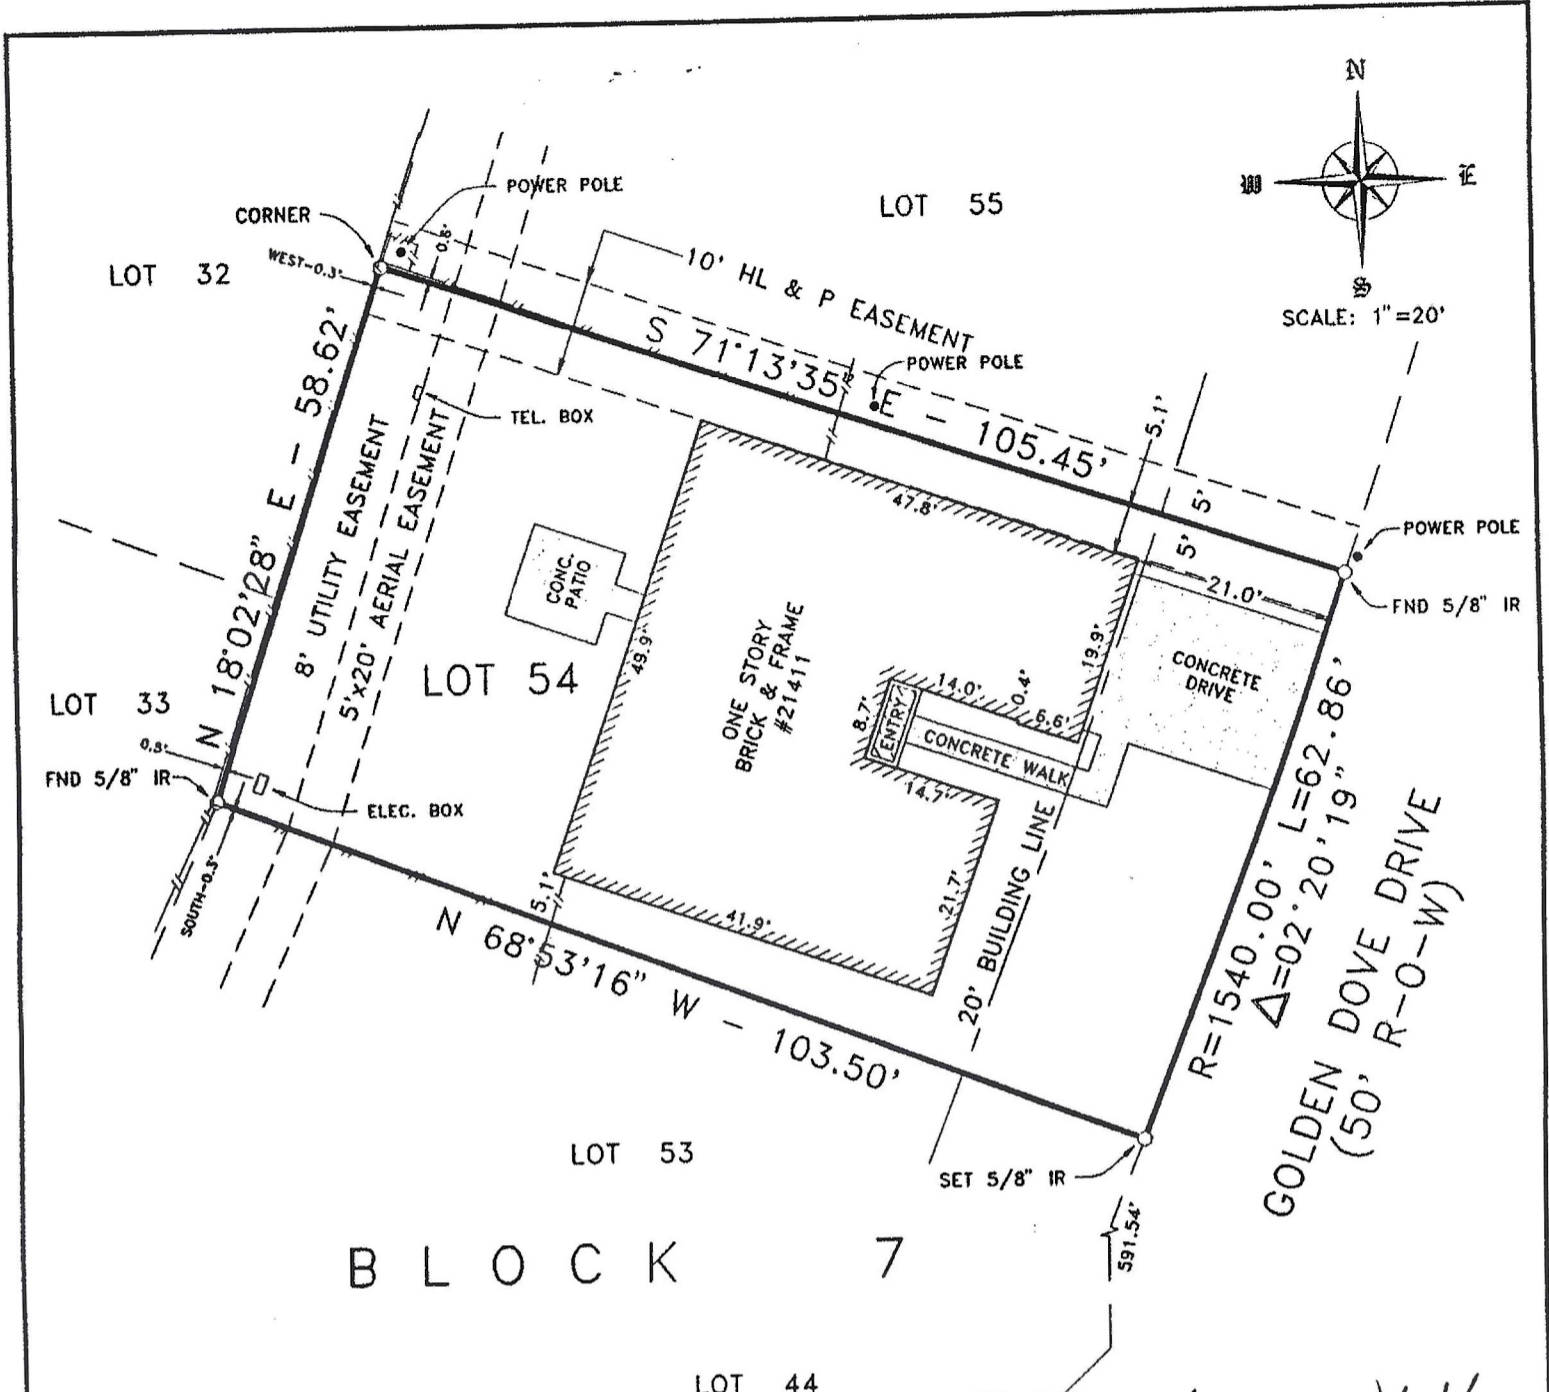 N
W
E
S
SCALE: 1"=20'
POWER POLE
CORNER
0.8'
WEST-0.3'
LOT 55
LOT 32
10' HL & P EASEMENT
S 71°13'35" E - 105.45'
POWER POLE
5.1'
5'
5'
POWER POLE
FND 5/8" IR
21.0'
N 18°02'28" E - 58.62'
TEL. BOX
8' UTILITY EASEMENT
5'x20' AERIAL EASEMENT
47.8'
CONC.
PATIO
49.9'
LOT 54
ONE STORY
BRICK & FRAME
#21411
19.9'
14.0'
0.4'
6.6'
8.7'
ENTRY
CONCRETE WALK
14.7'
CONCRETE
DRIVE
LOT 33
0.3'
FND 5/8" IR
ELEC. BOX
SOUTH-0.3'
5.1'
41.9'
21.7'
20' BUILDING LINE
N 68°53'16" W - 103.50'
R=1540.00' L=62.86'
Δ=02°20'19"
GOLDEN DOVE DRIVE
(50' R-O-W)
LOT 53
SET 5/8" IR
591.54'
BLOCK 7
LOT 44